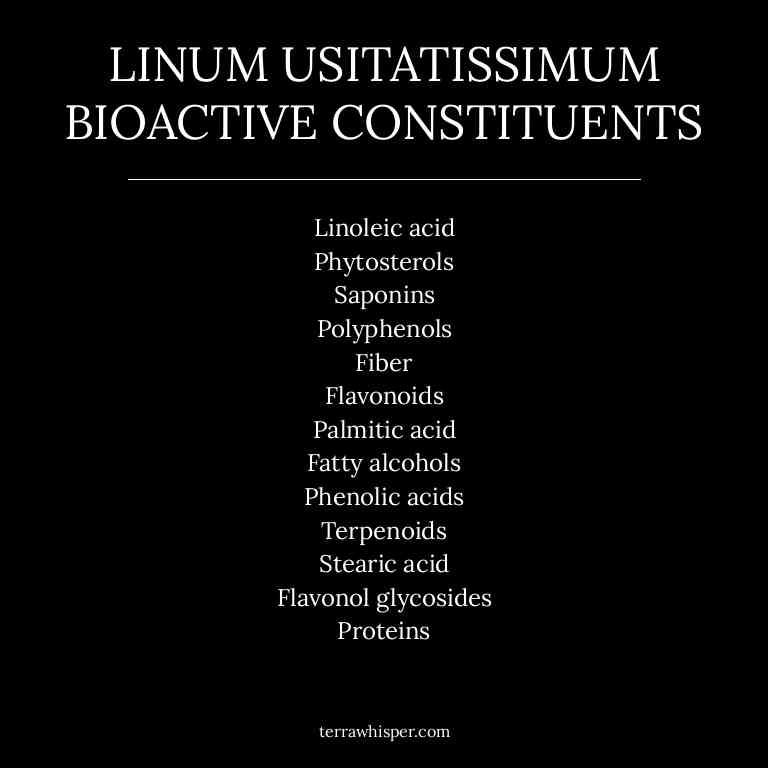 LINUM USITATISSIMUM
BIOACTIVE CONSTITUENTS
Linoleic acid
Phytosterols
Saponins
Polyphenols
Fiber
Flavonoids
Palmitic acid
Fatty alcohols
Phenolic acids
Terpenoids
Stearic acid
Flavonol glycosides
Proteins
terrawhisper.com